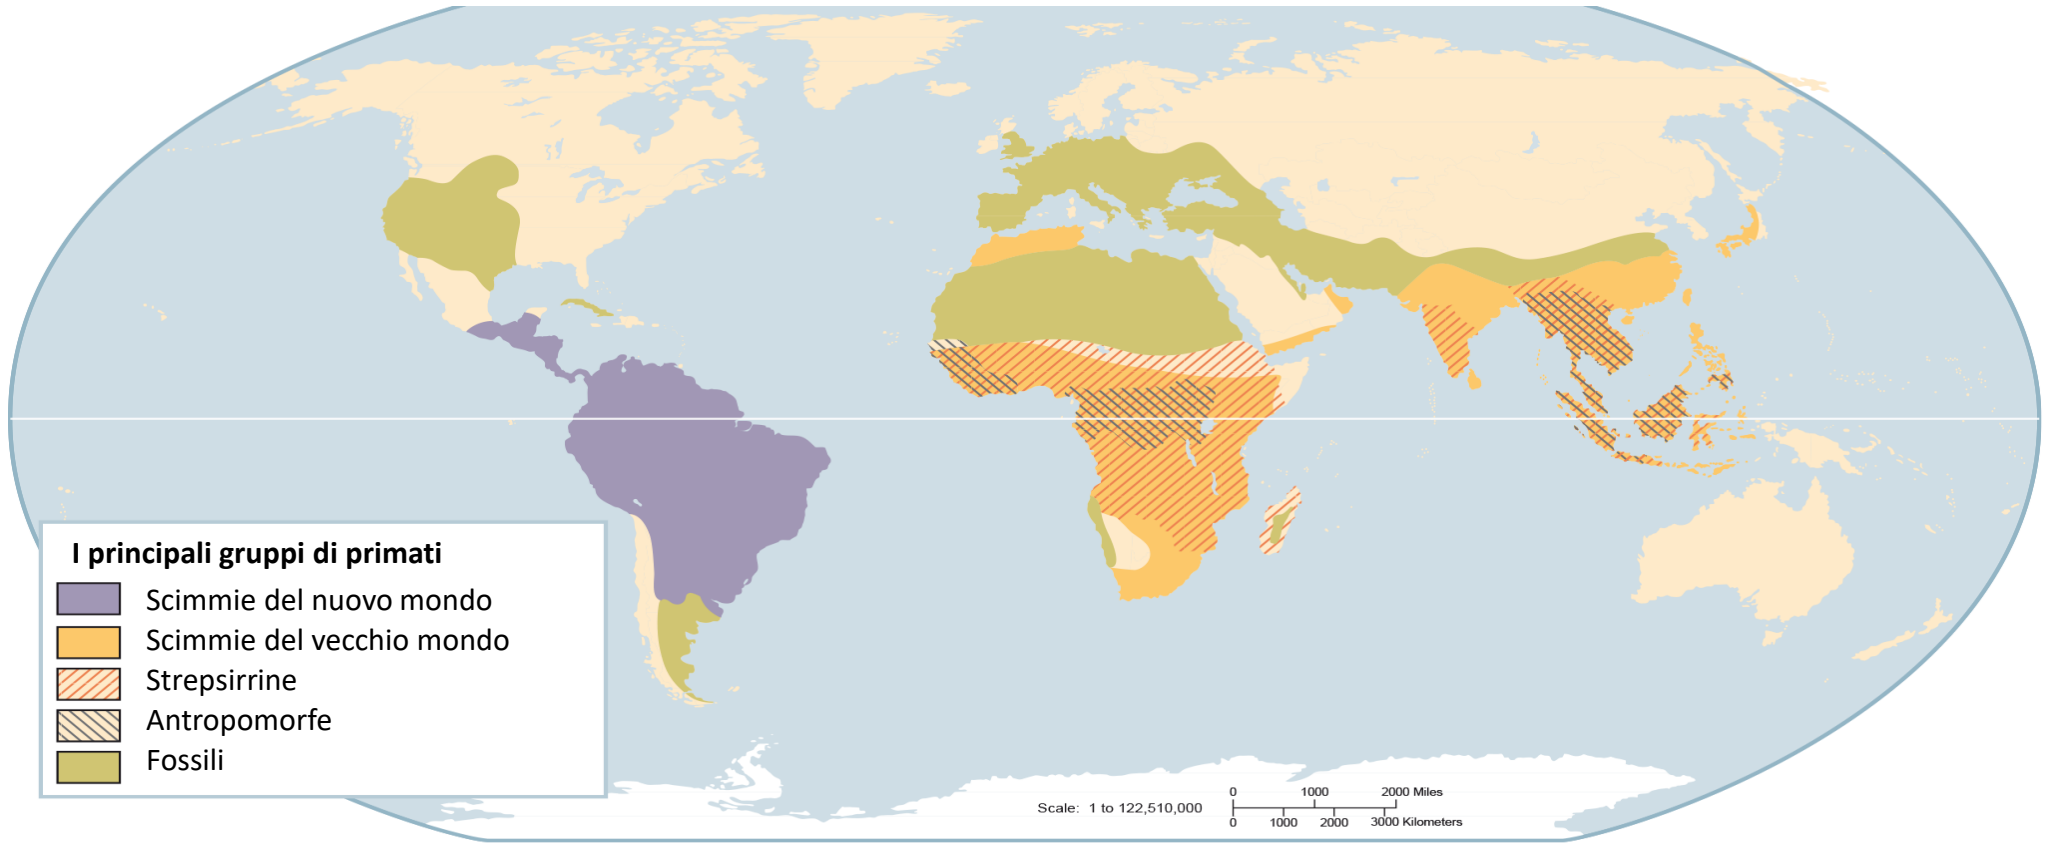 I principali gruppi di primati
Scimmie del nuovo mondo
Scimmie del vecchio mondo
Strepsirrine
Antropomorfe
Fossili
Scale: 1 to 122,510,000
0 1000 2000 Miles
0 1000 2000 3000 Kilometers